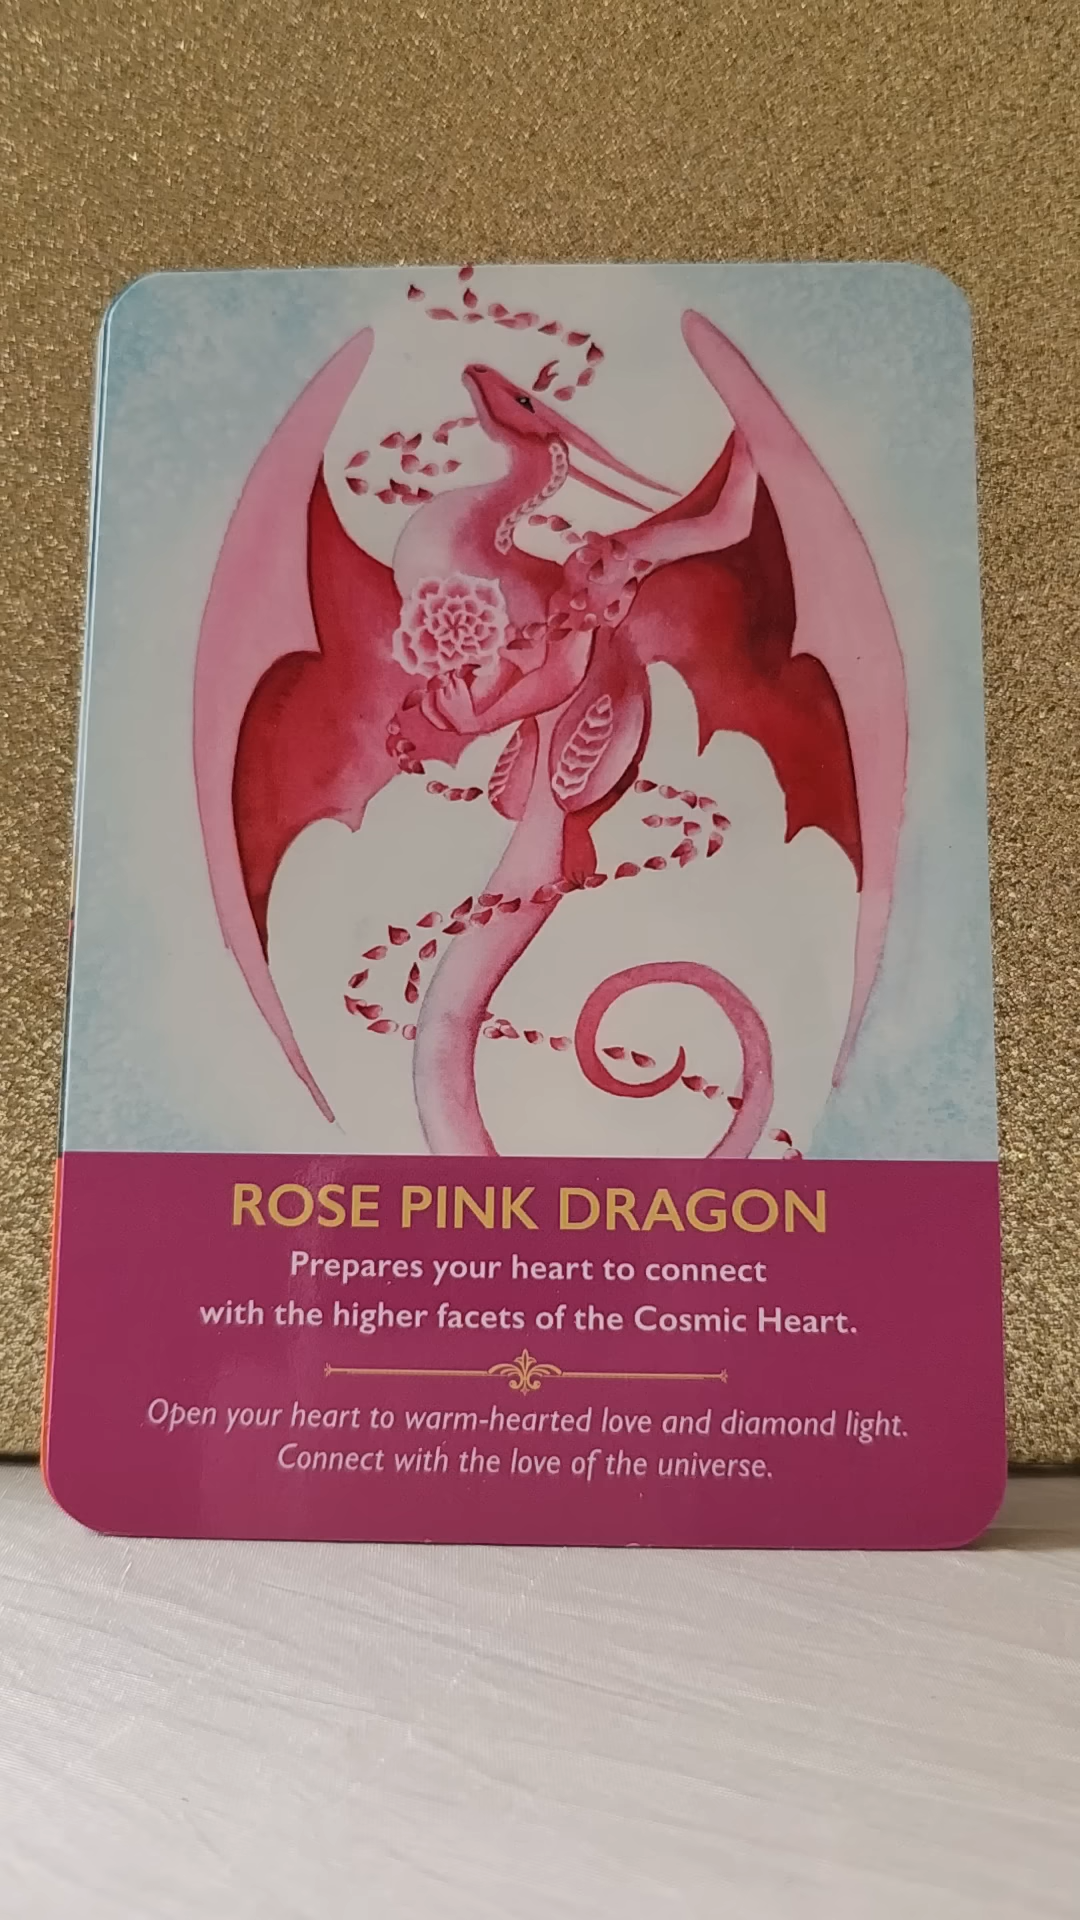 ROSE PINK DRAGON
Prepares your heart to connect
with the higher facets of the Cosmic Heart.
Open your heart to warm-hearted love and diamond light.
Connect with the love of the universe.